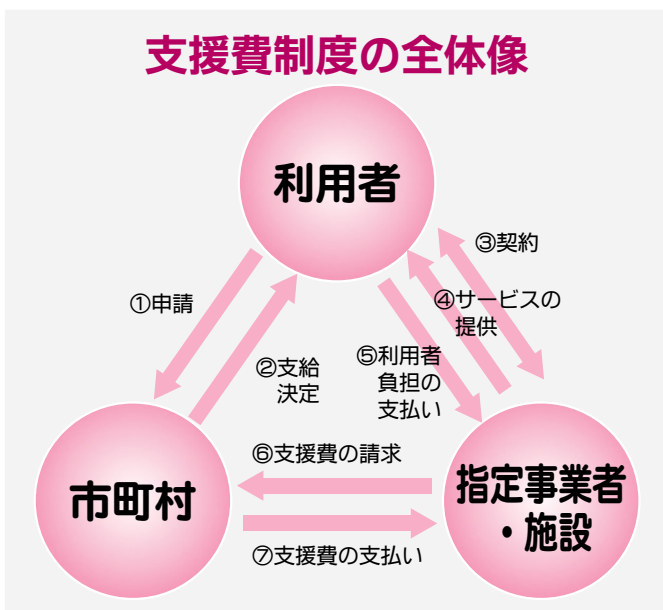 支援費制度の全体像
利用者
③契約
①申請
④サービスの
提供
②支給
決定
⑤利用者
負担の
支払い
⑥支援費の請求
市町村
指定事業者
・施設
⑦支援費の支払い